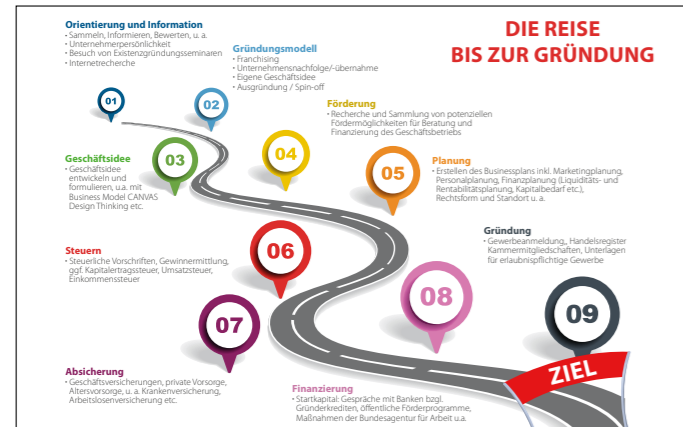 DIE REISE
BIS ZUR GRÜNDUNG
Orientierung und Information
• Sammeln, Informieren, Bewerten, u. a.
• Unternehmerpersönlichkeit
• Besuch von Existenzgründungsseminaren
• Internetrecherche
01
Gründungsmodell
• Franchising
• Unternehmensnachfolge/-übernahme
• Eigene Geschäftsidee
• Ausgründung / Spin-off
02
Geschäftsidee
• Geschäftsidee
entwickeln und
formulieren, u.a. mit
Business Model CANVAS
Design Thinking etc.
03
Förderung
• Recherche und Sammlung von potenziellen
Fördermöglichkeiten für Beratung und
Finanzierung des Geschäftsbetriebs
04
Planung
• Erstellen des Businessplans inkl. Marketingplanung,
Personalplanung, Finanzplanung (Liquiditäts- und
Rentabilitätsplanung, Kapitalbedarf etc.),
Rechtsform und Standort u. a.
05
Steuern
• Steuerliche Vorschriften, Gewinnermittlung,
ggf. Kapitalertragssteuer, Umsatzsteuer,
Einkommenssteuer
06
Absicherung
• Geschäftsversicherungen, private Vorsorge,
Altersvorsorge, u. a. Krankenversicherung,
Arbeitslosenversicherung etc.
07
Finanzierung
• Startkapital: Gespräche mit Banken bzgl.
Gründerkrediten, öffentliche Förderprogramme,
Maßnahmen der Bundesagentur für Arbeit u.a.
08
Gründung
• Gewerbeanmeldung,, Handelsregister
Kammermitgliedschaften, Unterlagen
für erlaubnispflichtige Gewerbe
09
ZIEL